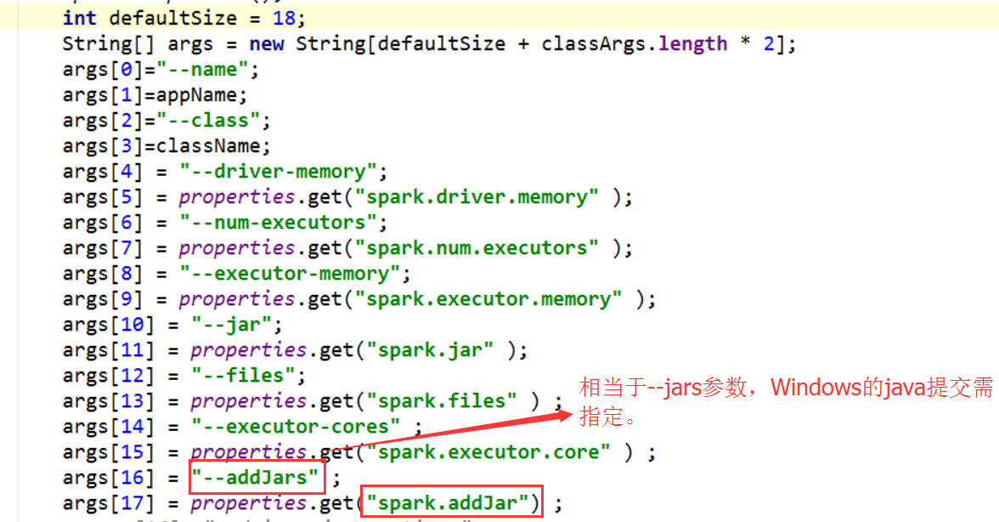 int defaultSize = 18;
String[] args = new String[defaultSize + classArgs.length * 2];
args[0]="--name";
args[1]=appName;
args[2]="--class";
args[3]=className;
args[4] = "--driver-memory";
args[5] = properties.get("spark.driver.memory" );
args[6] = "--num-executors";
args[7] = properties.get("spark.num.executors" );
args[8] = "--executor-memory";
args[9] = properties.get("spark.executor.memory" );
args[10] = "--jar";
args[11] = properties.get("spark.jar" );
args[12] = "--files";
args[13] = properties.get("spark.files" ) ;
args[14] = "--executor-cores" ;
args[15] = properties.get("spark.executor.core" ) ;
args[16] = "--addJars" ;
args[17] = properties.get("spark.addJar") ;
相当于--jars参数，Windows的java提交需
指定。